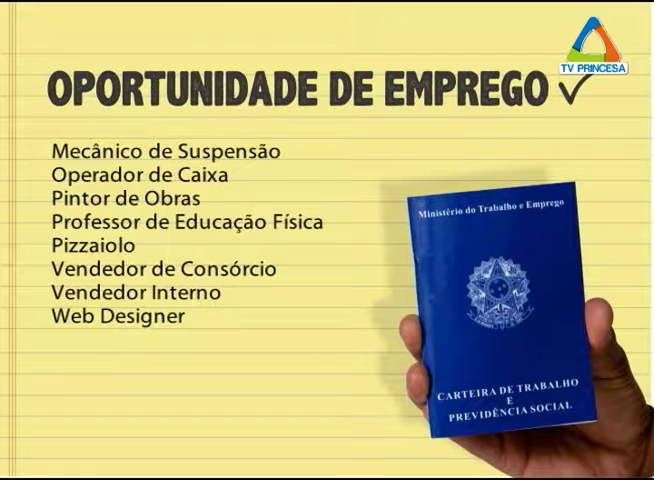 TV PRINCESA
OPORTUNIDADE DE EMPREGO
Mecânico de Suspensão
Operador de Caixa
Pintor de Obras
Professor de Educação Física
Pizzaiolo
Vendedor de Consórcio
Vendedor Interno
Web Designer
Ministério do Trabalho e Emprego
CARTEIRA DE TRABALHO
E
PREVIDÊNCIA SOCIAL